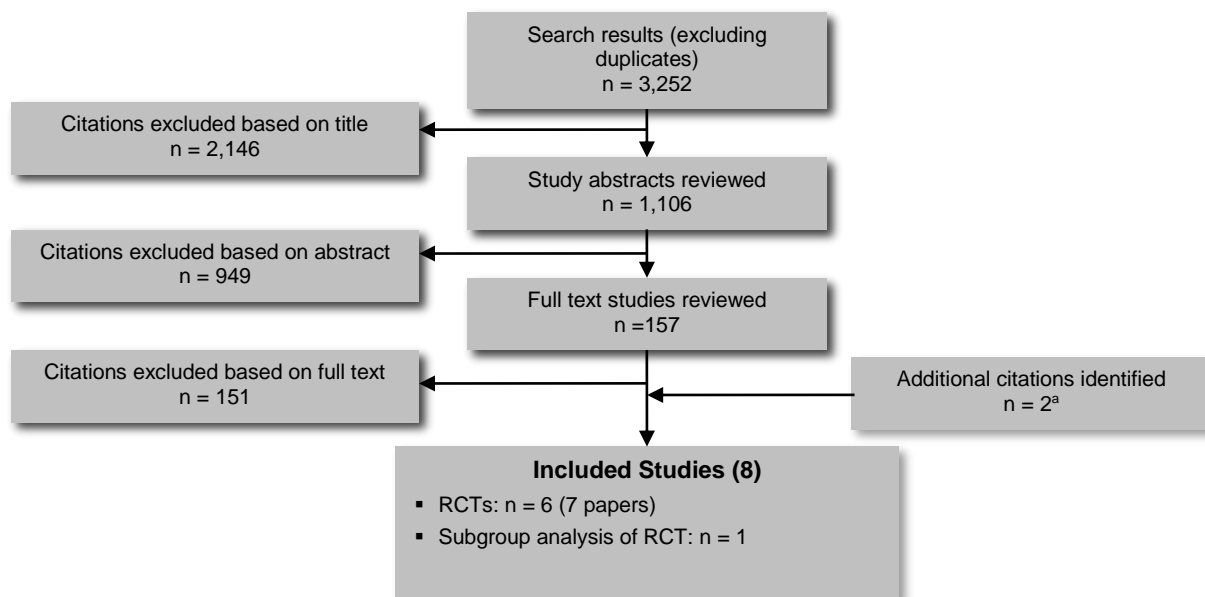 Search results (excluding
duplicates)
n = 3,252
Citations excluded based on title
n = 2,146
Study abstracts reviewed
n = 1,106
Citations excluded based on abstract
n = 949
Full text studies reviewed
n =157
Citations excluded based on full text
n = 151
Additional citations identified
n = 2ᵃ
Included Studies (8)
▪ RCTs: n = 6 (7 papers)
▪ Subgroup analysis of RCT: n = 1